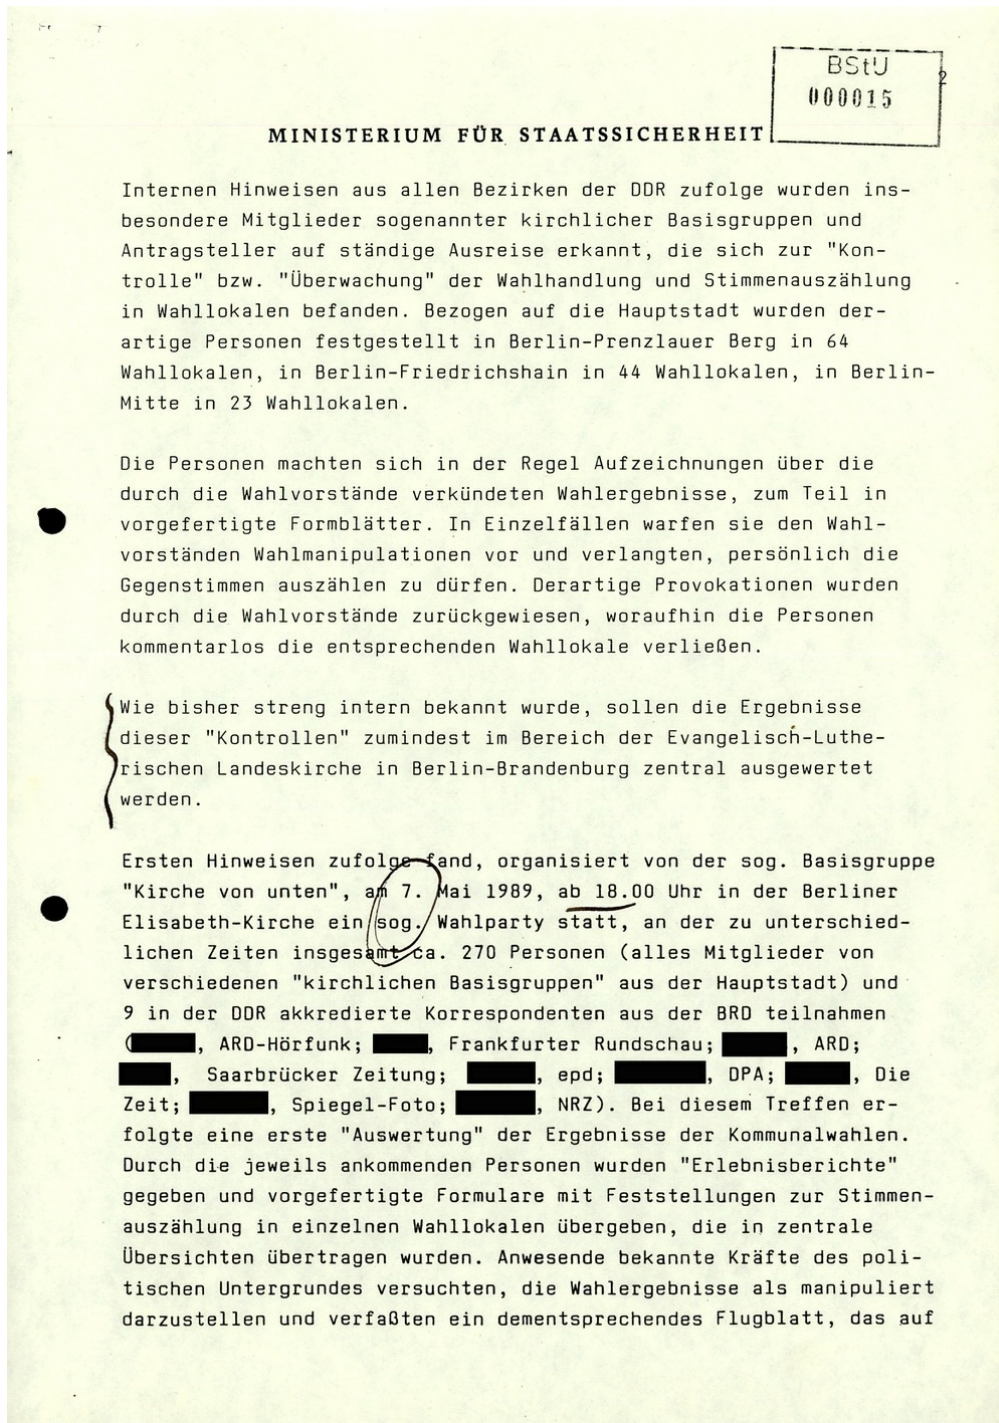 BStU
000015
2
MINISTERIUM FÜR STAATSSICHERHEIT
Internen Hinweisen aus allen Bezirken der DDR zufolge wurden ins-
besondere Mitglieder sogenannter kirchlicher Basisgruppen und
Antragsteller auf ständige Ausreise erkannt, die sich zur "Kon-
trolle" bzw. "Überwachung" der Wahlhandlung und Stimmenauszählung
in Wahllokalen befanden. Bezogen auf die Hauptstadt wurden der-
artige Personen festgestellt in Berlin-Prenzlauer Berg in 64
Wahllokalen, in Berlin-Friedrichshain in 44 Wahllokalen, in Berlin-
Mitte in 23 Wahllokalen.
Die Personen machten sich in der Regel Aufzeichnungen über die
durch die Wahlvorstände verkündeten Wahlergebnisse, zum Teil in
vorgefertigte Formblätter. In Einzelfällen warfen sie den Wahl-
vorständen Wahlmanipulationen vor und verlangten, persönlich die
Gegenstimmen auszählen zu dürfen. Derartige Provokationen wurden
durch die Wahlvorstände zurückgewiesen, woraufhin die Personen
kommentarlos die entsprechenden Wahllokale verließen.
Wie bisher streng intern bekannt wurde, sollen die Ergebnisse
dieser "Kontrollen" zumindest im Bereich der Evangelisch-Luthe-
rischen Landeskirche in Berlin-Brandenburg zentral ausgewertet
werden.
Ersten Hinweisen zufolge fand, organisiert von der sog. Basisgruppe
"Kirche von unten", am 7. Mai 1989, ab 18.00 Uhr in der Berliner
Elisabeth-Kirche ein sog. Wahlparty statt, an der zu unterschied-
lichen Zeiten insgesamt ca. 270 Personen (alles Mitglieder von
verschiedenen "kirchlichen Basisgruppen" aus der Hauptstadt) und
9 in der DDR akkredierte Korrespondenten aus der BRD teilnahmen
(, ARD-Hörfunk; , Frankfurter Rundschau; , ARD;
, Saarbrücker Zeitung; , epd; , DPA; , Die
Zeit; , Spiegel-Foto; , NRZ). Bei diesem Treffen er-
folgte eine erste "Auswertung" der Ergebnisse der Kommunalwahlen.
Durch die jeweils ankommenden Personen wurden "Erlebnisberichte"
gegeben und vorgefertigte Formulare mit Feststellungen zur Stimmen-
auszählung in einzelnen Wahllokalen übergeben, die in zentrale
Übersichten übertragen wurden. Anwesende bekannte Kräfte des poli-
tischen Untergrundes versuchten, die Wahlergebnisse als manipuliert
darzustellen und verfaßten ein dementsprechendes Flugblatt, das auf